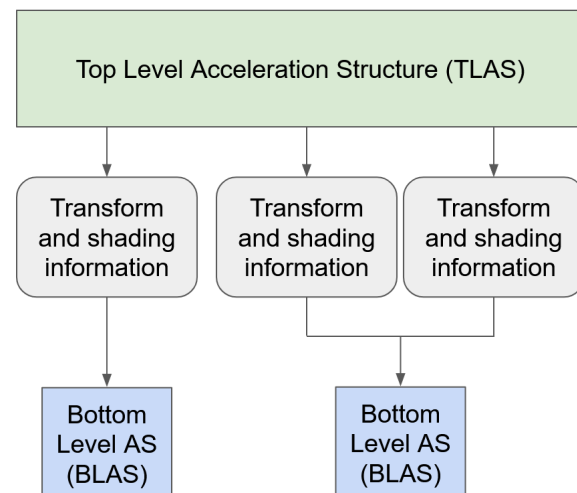 Top Level Acceleration Structure (TLAS)
Transform
and shading
information
Transform
and shading
information
Transform
and shading
information
Bottom
Level AS
(BLAS)
Bottom
Level AS
(BLAS)